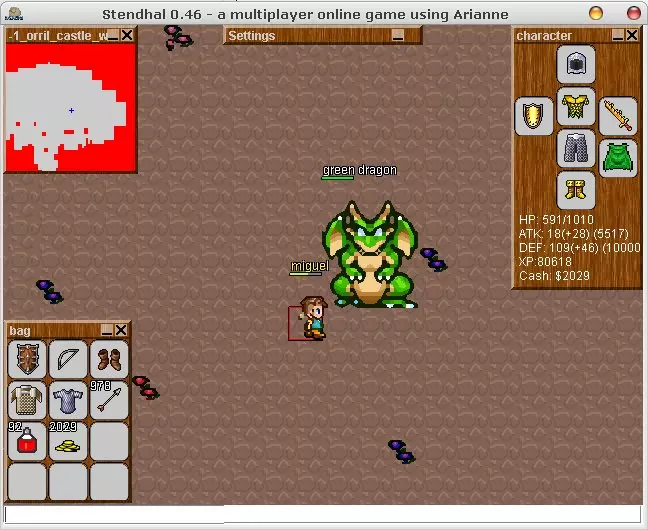 Stendhal 0.46 - a multiplayer online game using Arianne
-1_orril_castle_w
Settings
character
green dragon
miguel
HP: 591/1010
ATK: 18(+28) (5517)
DEF: 109(+46) (10000
XP:80618
Cash: $2029
bag
978
92
2029